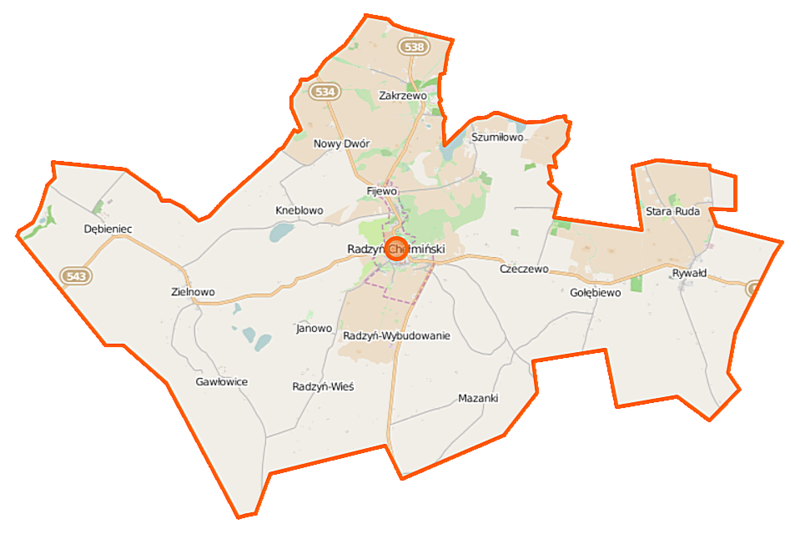 538
534
Zakrzewo
Szumiłowo
Nowy Dwór
Fijewo
Kneblowo
Stara Ruda
Dębieniec
Radzyń Chełmiński
Czeczewo
Rywałd
543
Zielnowo
Gołębiewo
Janowo
Radzyń-Wybudowanie
Gawłowice
Radzyń-Wieś
Mazanki